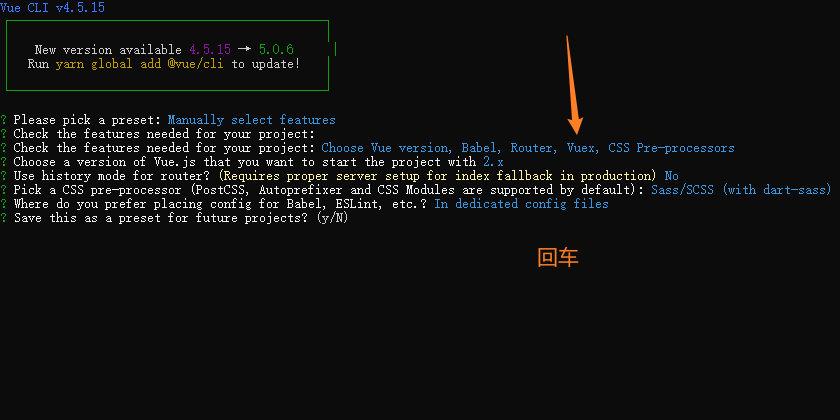 Vue CLI v4.5.15
New version available 4.5.15 → 5.0.6
Run yarn global add @vue/cli to update!
? Please pick a preset: Manually select features
? Check the features needed for your project:
? Check the features needed for your project: Choose Vue version, Babel, Router, Vuex, CSS Pre-processors
? Choose a version of Vue.js that you want to start the project with 2.x
? Use history mode for router? (Requires proper server setup for index fallback in production) No
? Pick a CSS pre-processor (PostCSS, Autoprefixer and CSS Modules are supported by default): Sass/SCSS (with dart-sass)
? Where do you prefer placing config for Babel, ESLint, etc.? In dedicated config files
? Save this as a preset for future projects? (y/N)
回车